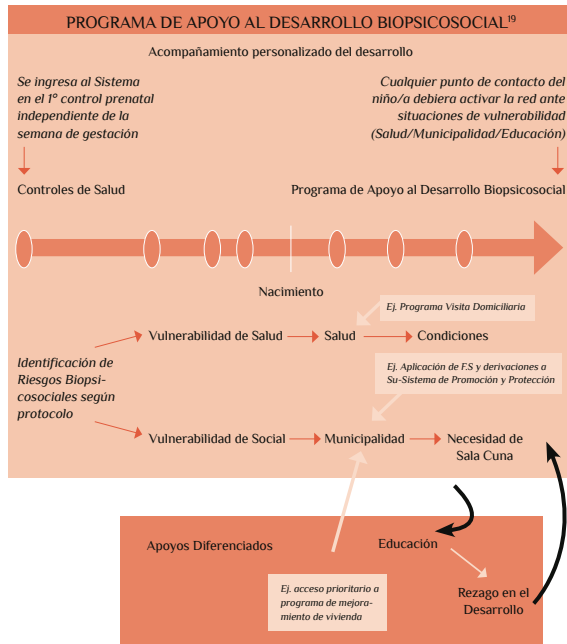 PROGRAMA DE APOYO AL DESARROLLO BIOPSICOSOCIAL¹⁹
Acompañamiento personalizado del desarrollo
Se ingresa al Sistema
en el 1º control prenatal
independiente de la
semana de gestación
Cualquier punto de contacto del
niño/a debiera activar la red ante
situaciones de vulnerabilidad
(Salud/Municipalidad/Educación)
Controles de Salud
Programa de Apoyo al Desarrollo Biopsicosocial
Nacimiento
Ej. Programa Visita Domiciliaria
Vulnerabilidad de Salud
Salud
Condiciones
Identificación de
Riesgos Biopsi-
cosociales según
protocolo
Ej. Aplicación de F.S y derivaciones a
Su-Sistema de Promoción y Protección
Vulnerabilidad de Social
Municipalidad
Necesidad de
Sala Cuna
Apoyos Diferenciados
Educación
Ej. acceso prioritario a
programa de mejora-
miento de vivienda
Rezago en el
Desarrollo